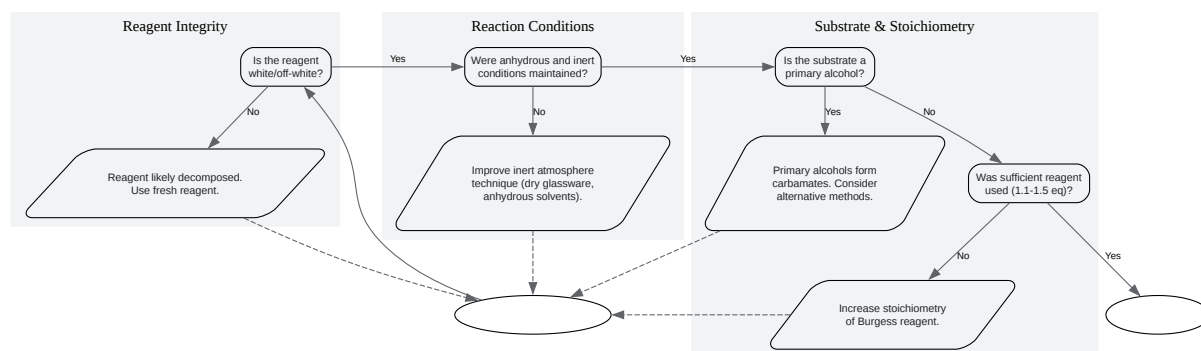 Reagent Integrity
Reaction Conditions
Substrate & Stoichiometry
Is the reagent
white/off-white?
Yes
Were anhydrous and inert
conditions maintained?
Yes
Is the substrate a
primary alcohol?
No
No
Yes
No
Reagent likely decomposed.
Use fresh reagent.
Improve inert atmosphere
technique (dry glassware,
anhydrous solvents).
Primary alcohols form
carbamates. Consider
alternative methods.
Was sufficient reagent
used (1.1-1.5 eq)?
No
Yes
Increase stoichiometry
of Burgess reagent.